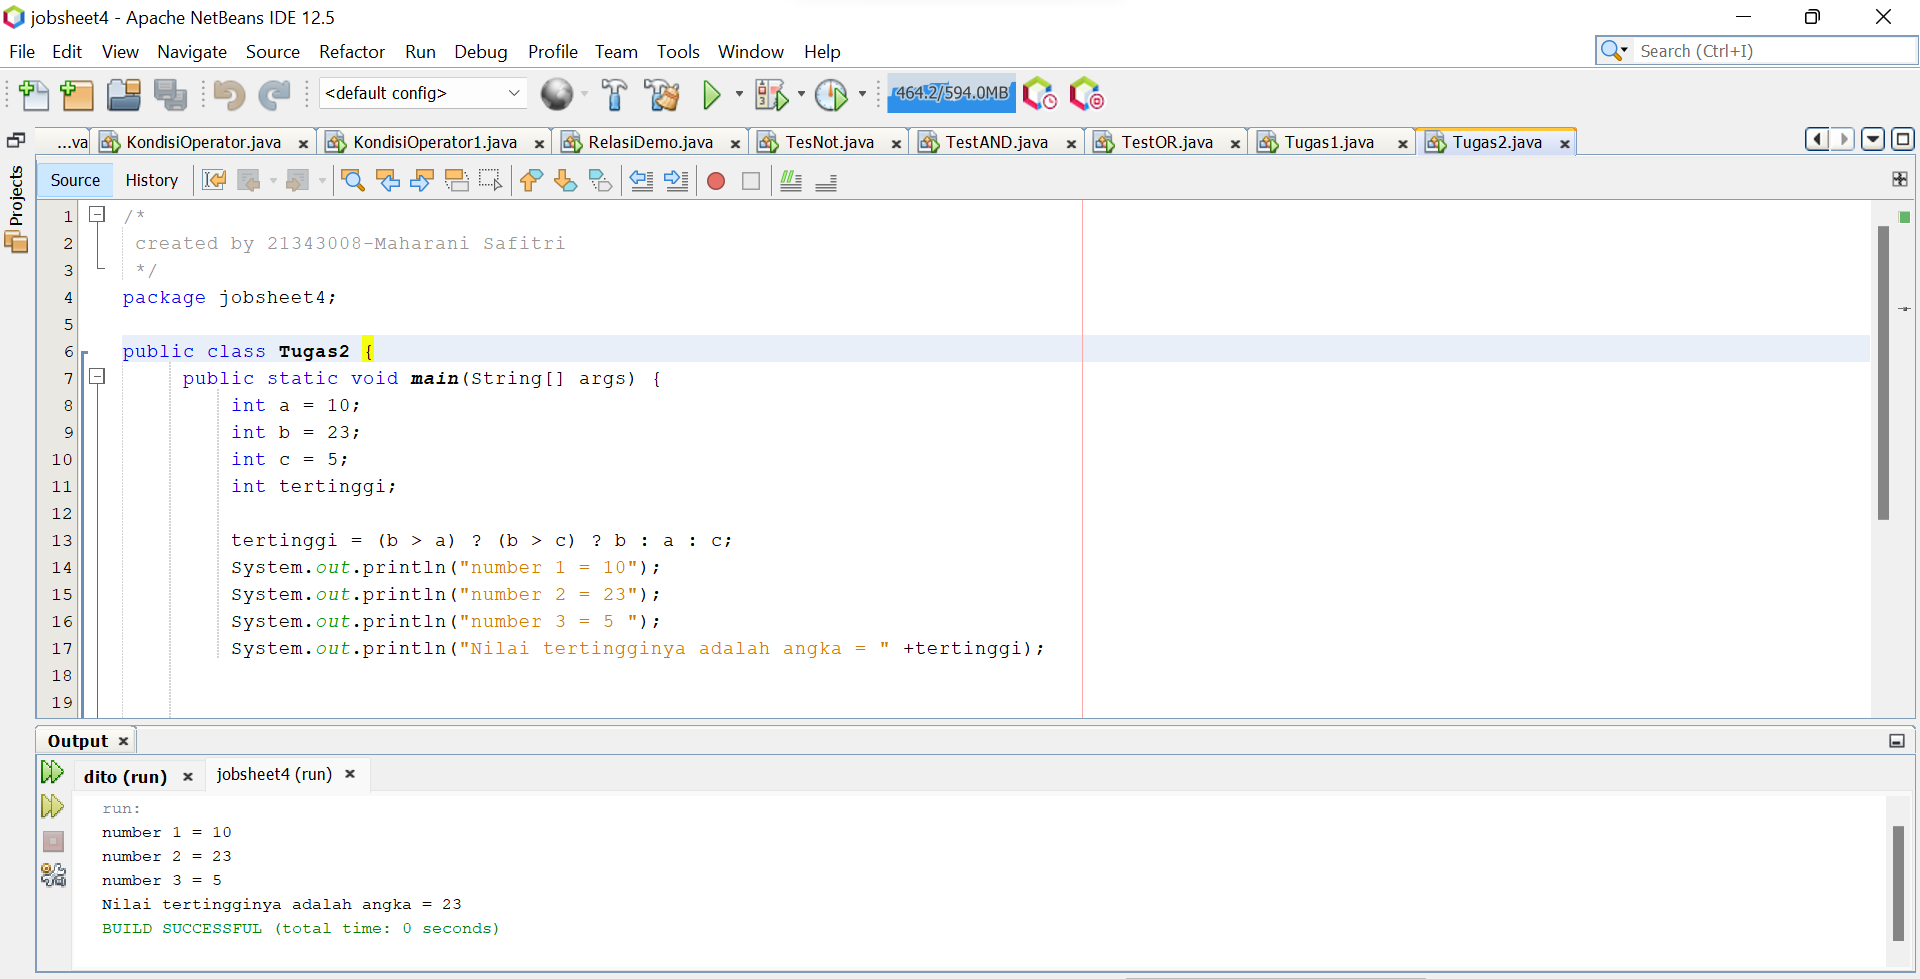 jobsheet4 - Apache NetBeans IDE 12.5
File Edit View Navigate Source Refactor Run Debug Profile Team Tools Window Help
Search (Ctrl+I)
<default config>
464.2/594.0MB
...va KondisiOperator.java KondisiOperator1.java RelasiDemo.java TesNot.java TestAND.java TestOR.java Tugas1.java Tugas2.java
Projects
Source History
1 /*
2 created by 21343008-Maharani Safitri
3 */
4 package jobsheet4;
5
6 public class Tugas2 {
7 public static void main(String[] args) {
8 int a = 10;
9 int b = 23;
10 int c = 5;
11 int tertinggi;
12
13 tertinggi = (b > a) ? (b > c) ? b : a : c;
14 System.out.println("number 1 = 10");
15 System.out.println("number 2 = 23");
16 System.out.println("number 3 = 5 ");
17 System.out.println("Nilai tertingginya adalah angka = " +tertinggi);
18
19
Output
dito (run) jobsheet4 (run)
run:
number 1 = 10
number 2 = 23
number 3 = 5
Nilai tertingginya adalah angka = 23
BUILD SUCCESSFUL (total time: 0 seconds)